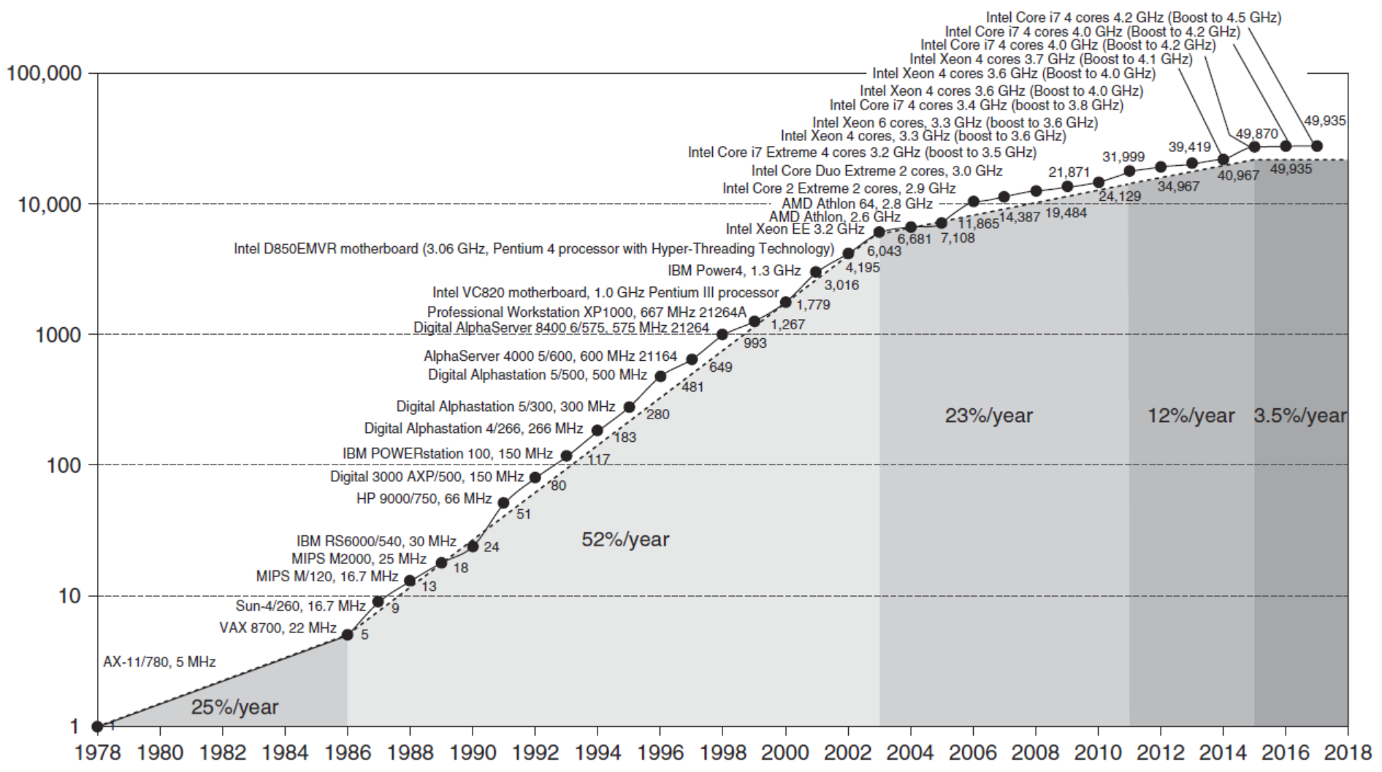 Intel Core i7 4 cores 4.2 GHz (Boost to 4.5 GHz)
Intel Core i7 4 cores 4.0 GHz (Boost to 4.2 GHz)
Intel Core i7 4 cores 4.0 GHz (Boost to 4.2 GHz)
Intel Xeon 4 cores 3.7 GHz (Boost to 4.1 GHz)
Intel Xeon 4 cores 3.6 GHz (Boost to 4.0 GHz)
Intel Xeon 4 cores 3.6 GHz (Boost to 4.0 GHz)
Intel Core i7 4 cores 3.4 GHz (boost to 3.8 GHz)
Intel Xeon 6 cores, 3.3 GHz (boost to 3.6 GHz)
Intel Xeon 4 cores, 3.3 GHz (boost to 3.6 GHz)
Intel Core i7 Extreme 4 cores 3.2 GHz (boost to 3.5 GHz)
Intel Core Duo Extreme 2 cores, 3.0 GHz
Intel Core 2 Extreme 2 cores, 2.9 GHz
AMD Athlon 64, 2.8 GHz
AMD Athlon, 2.6 GHz
Intel Xeon EE 3.2 GHz
Intel D850EMVR motherboard (3.06 GHz, Pentium 4 processor with Hyper-Threading Technology)
IBM Power4, 1.3 GHz
Intel VC820 motherboard, 1.0 GHz Pentium III processor
Professional Workstation XP1000, 667 MHz 21264A
Digital AlphaServer 8400 6/575, 575 MHz 21264
AlphaServer 4000 5/600, 600 MHz 21164
Digital Alphastation 5/500, 500 MHz
Digital Alphastation 5/300, 300 MHz
Digital Alphastation 4/266, 266 MHz
IBM POWERstation 100, 150 MHz
Digital 3000 AXP/500, 150 MHz
HP 9000/750, 66 MHz
IBM RS6000/540, 30 MHz
MIPS M2000, 25 MHz
MIPS M/120, 16.7 MHz
Sun-4/260, 16.7 MHz
VAX 8700, 22 MHz
AX-11/780, 5 MHz
100,000
10,000
1000
100
10
1
5
9
13
18
24
51
80
117
183
280
481
649
993
1,267
1,779
3,016
4,195
6,043
6,681
7,108
11,865
14,387
19,484
21,871
24,129
31,999
34,967
39,419
40,967
49,870
49,935
49,935
25%/year
52%/year
23%/year
12%/year
3.5%/year
1978 1980 1982 1984 1986 1988 1990 1992 1994 1996 1998 2000 2002 2004 2006 2008 2010 2012 2014 2016 2018